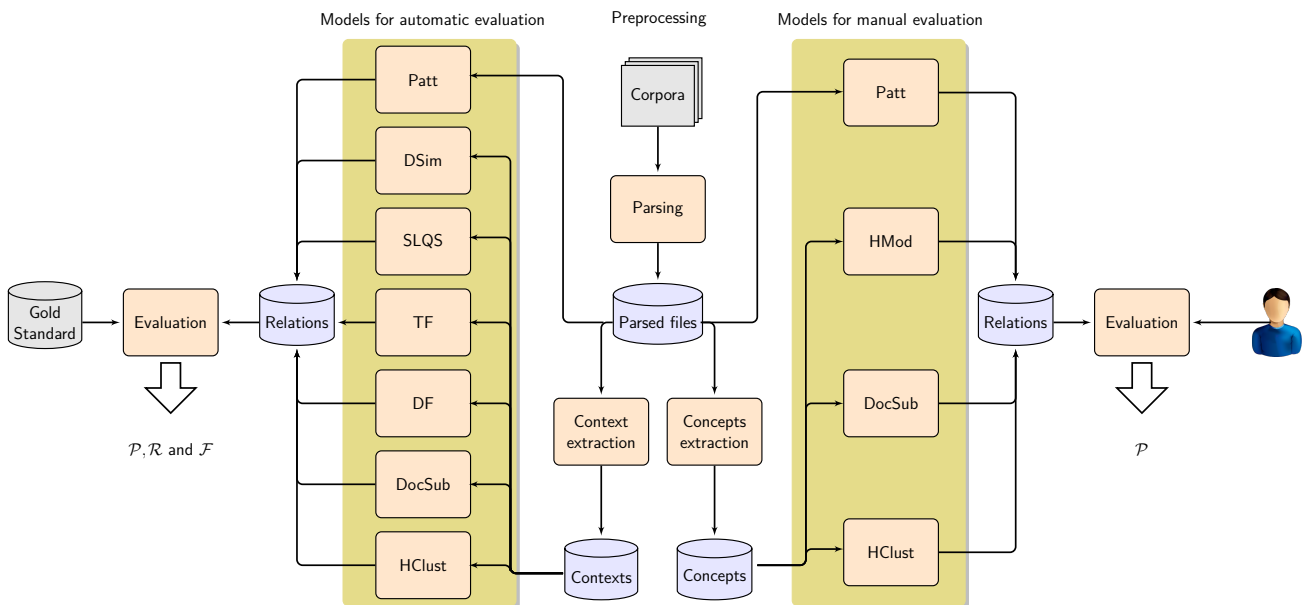 Models for automatic evaluation
Preprocessing
Models for manual evaluation
Patt
DSim
SLQS
TF
DF
DocSub
HClust
Gold
Standard
Evaluation
Relations
𝒫, ℛ and ℱ
Corpora
Parsing
Parsed files
Context
extraction
Concepts
extraction
Contexts
Concepts
Patt
HMod
DocSub
HClust
Relations
Evaluation
𝒫